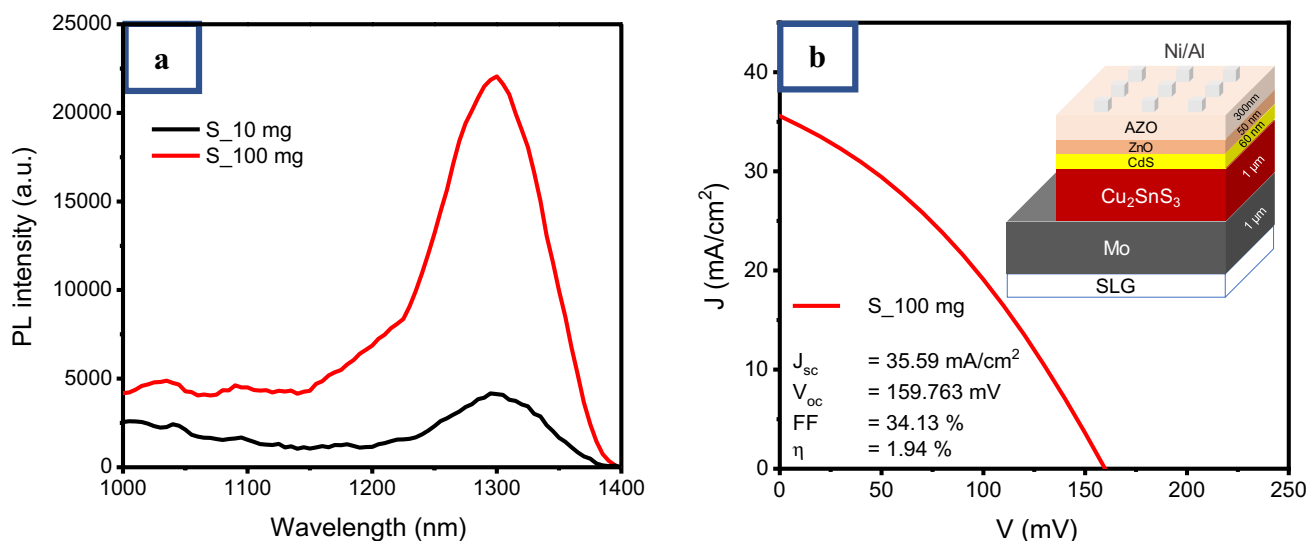 a
25000
20000
15000
10000
5000
0
PL intensity (a.u.)
S_10 mg
S_100 mg
1000 1100 1200 1300 1400
Wavelength (nm)
b
40
30
20
10
0
J (mA/cm²)
Ni/Al
AZO
300nm
ZnO
50 nm
CdS
60 nm
Cu₂SnS₃
1 µm
Mo
1 µm
SLG
S_100 mg
J_sc = 35.59 mA/cm²
V_oc = 159.763 mV
FF = 34.13 %
η = 1.94 %
0 50 100 150 200 250
V (mV)